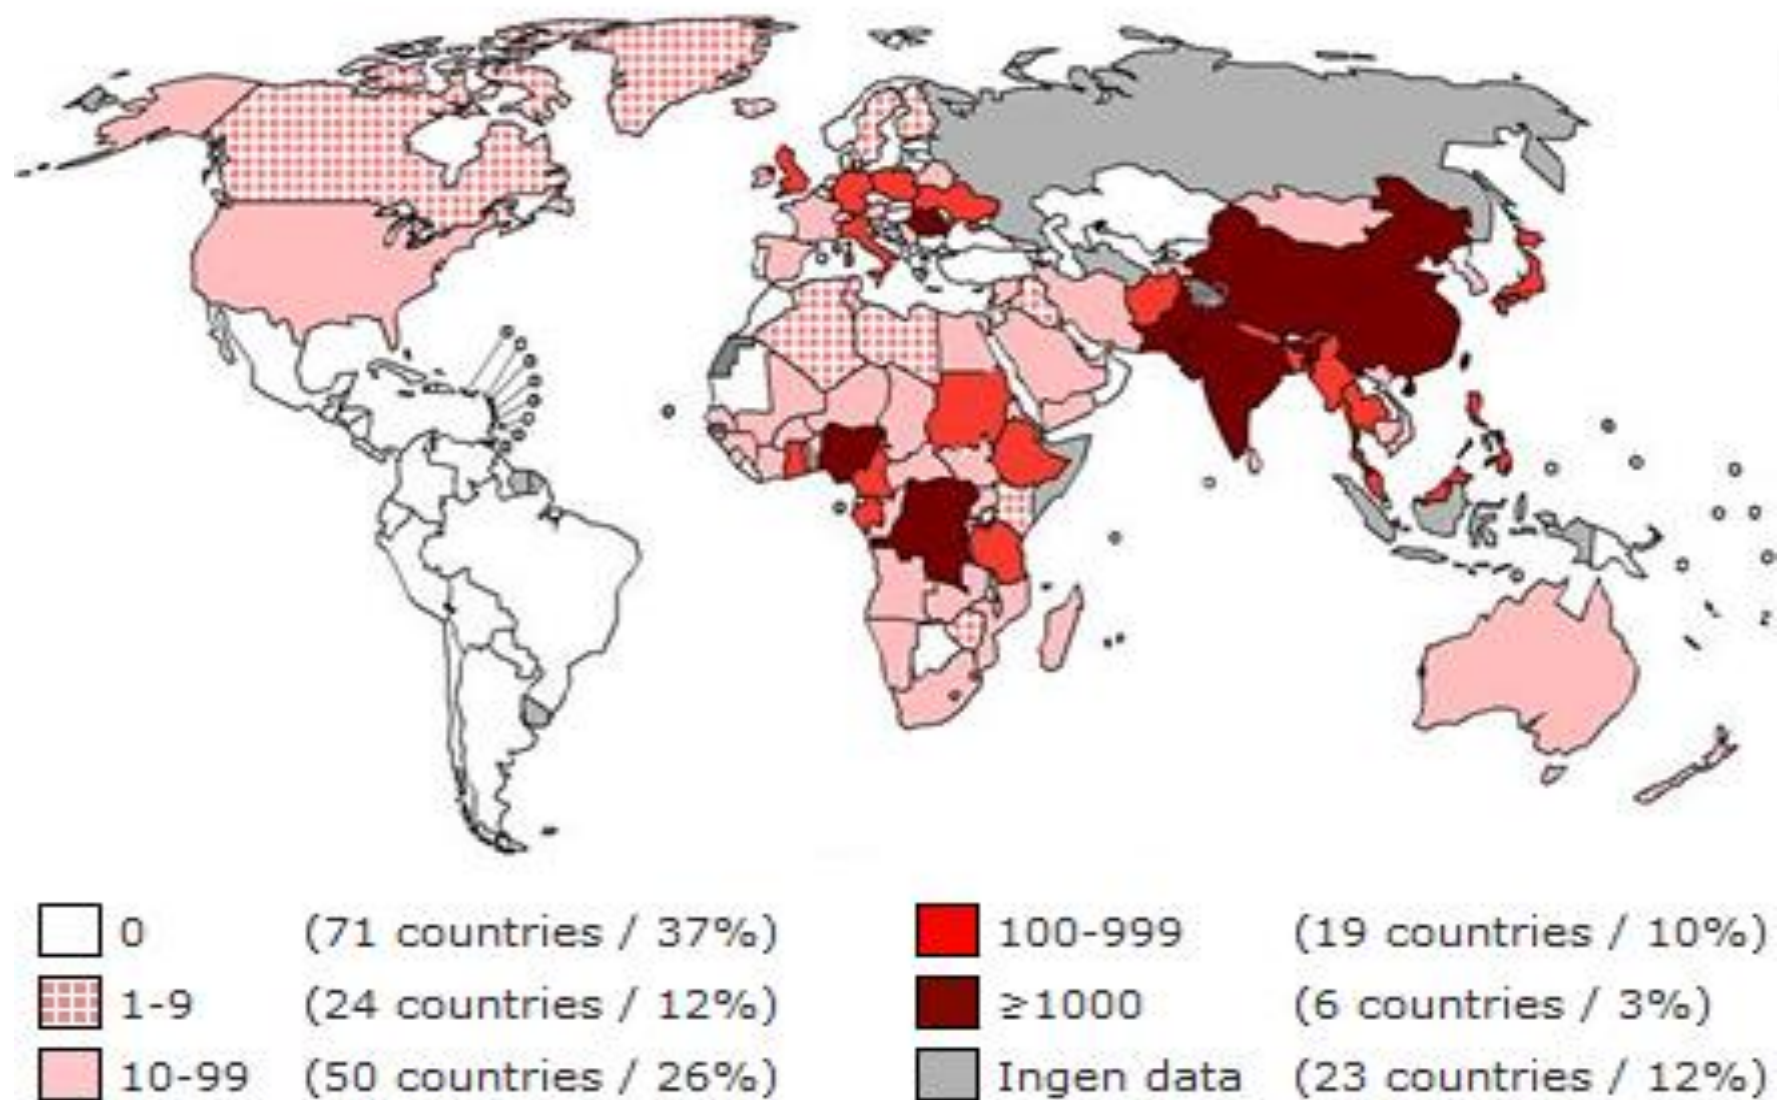 0 (71 countries / 37%)
1-9 (24 countries / 12%)
10-99 (50 countries / 26%)
100-999 (19 countries / 10%)
≥1000 (6 countries / 3%)
Ingen data (23 countries / 12%)